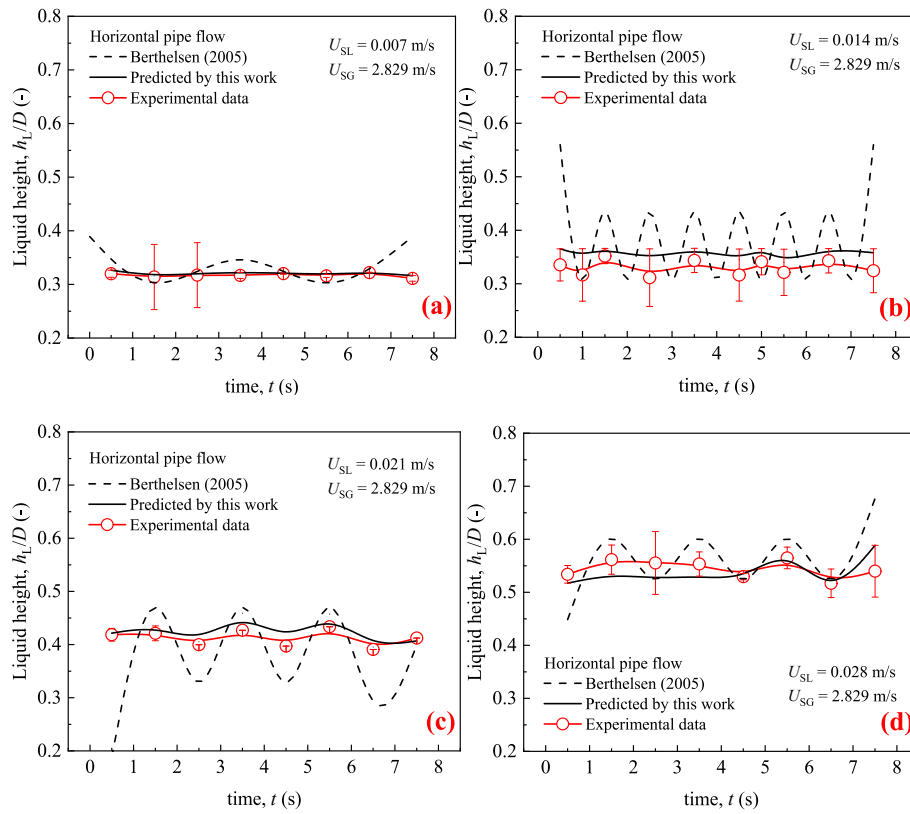 0.8
0.7
0.6
0.5
0.4
0.3
0.2
Liquid height, h_L/D (-)
Horizontal pipe flow
Berthelsen (2005)
Predicted by this work
Experimental data
U_SL = 0.007 m/s
U_SG = 2.829 m/s
(a)
0 1 2 3 4 5 6 7 8
time, t (s)
0.8
0.7
0.6
0.5
0.4
0.3
0.2
Liquid height, h_L/D (-)
Horizontal pipe flow
Berthelsen (2005)
Predicted by this work
Experimental data
U_SL = 0.014 m/s
U_SG = 2.829 m/s
(b)
0 1 2 3 4 5 6 7 8
time, t (s)
0.8
0.7
0.6
0.5
0.4
0.3
0.2
Liquid height, h_L/D (-)
Horizontal pipe flow
Berthelsen (2005)
Predicted by this work
Experimental data
U_SL = 0.021 m/s
U_SG = 2.829 m/s
(c)
0 1 2 3 4 5 6 7 8
time, t (s)
0.8
0.7
0.6
0.5
0.4
0.3
0.2
Liquid height, h_L/D (-)
Horizontal pipe flow
Berthelsen (2005)
Predicted by this work
Experimental data
U_SL = 0.028 m/s
U_SG = 2.829 m/s
(d)
0 1 2 3 4 5 6 7 8
time, t (s)